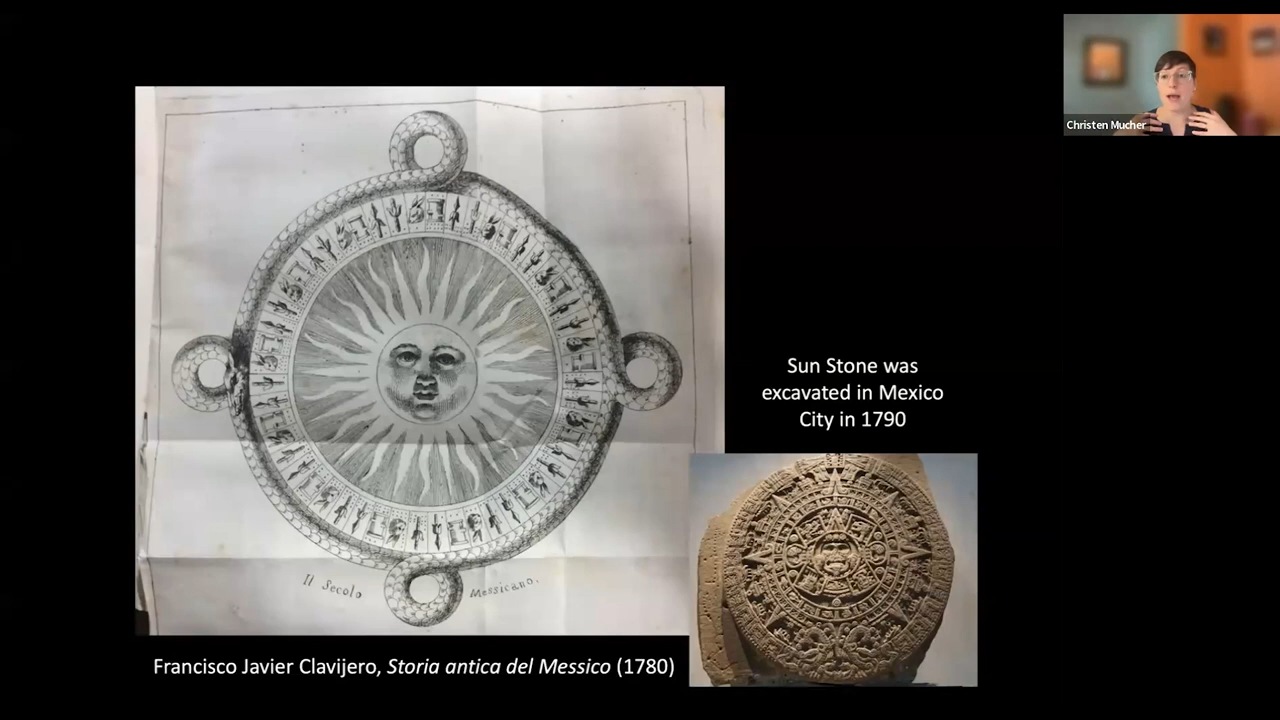 Christen Mucher
Sun Stone was
excavated in Mexico
City in 1790
Il Secolo Messicano.
Francisco Javier Clavijero, Storia antica del Messico (1780)